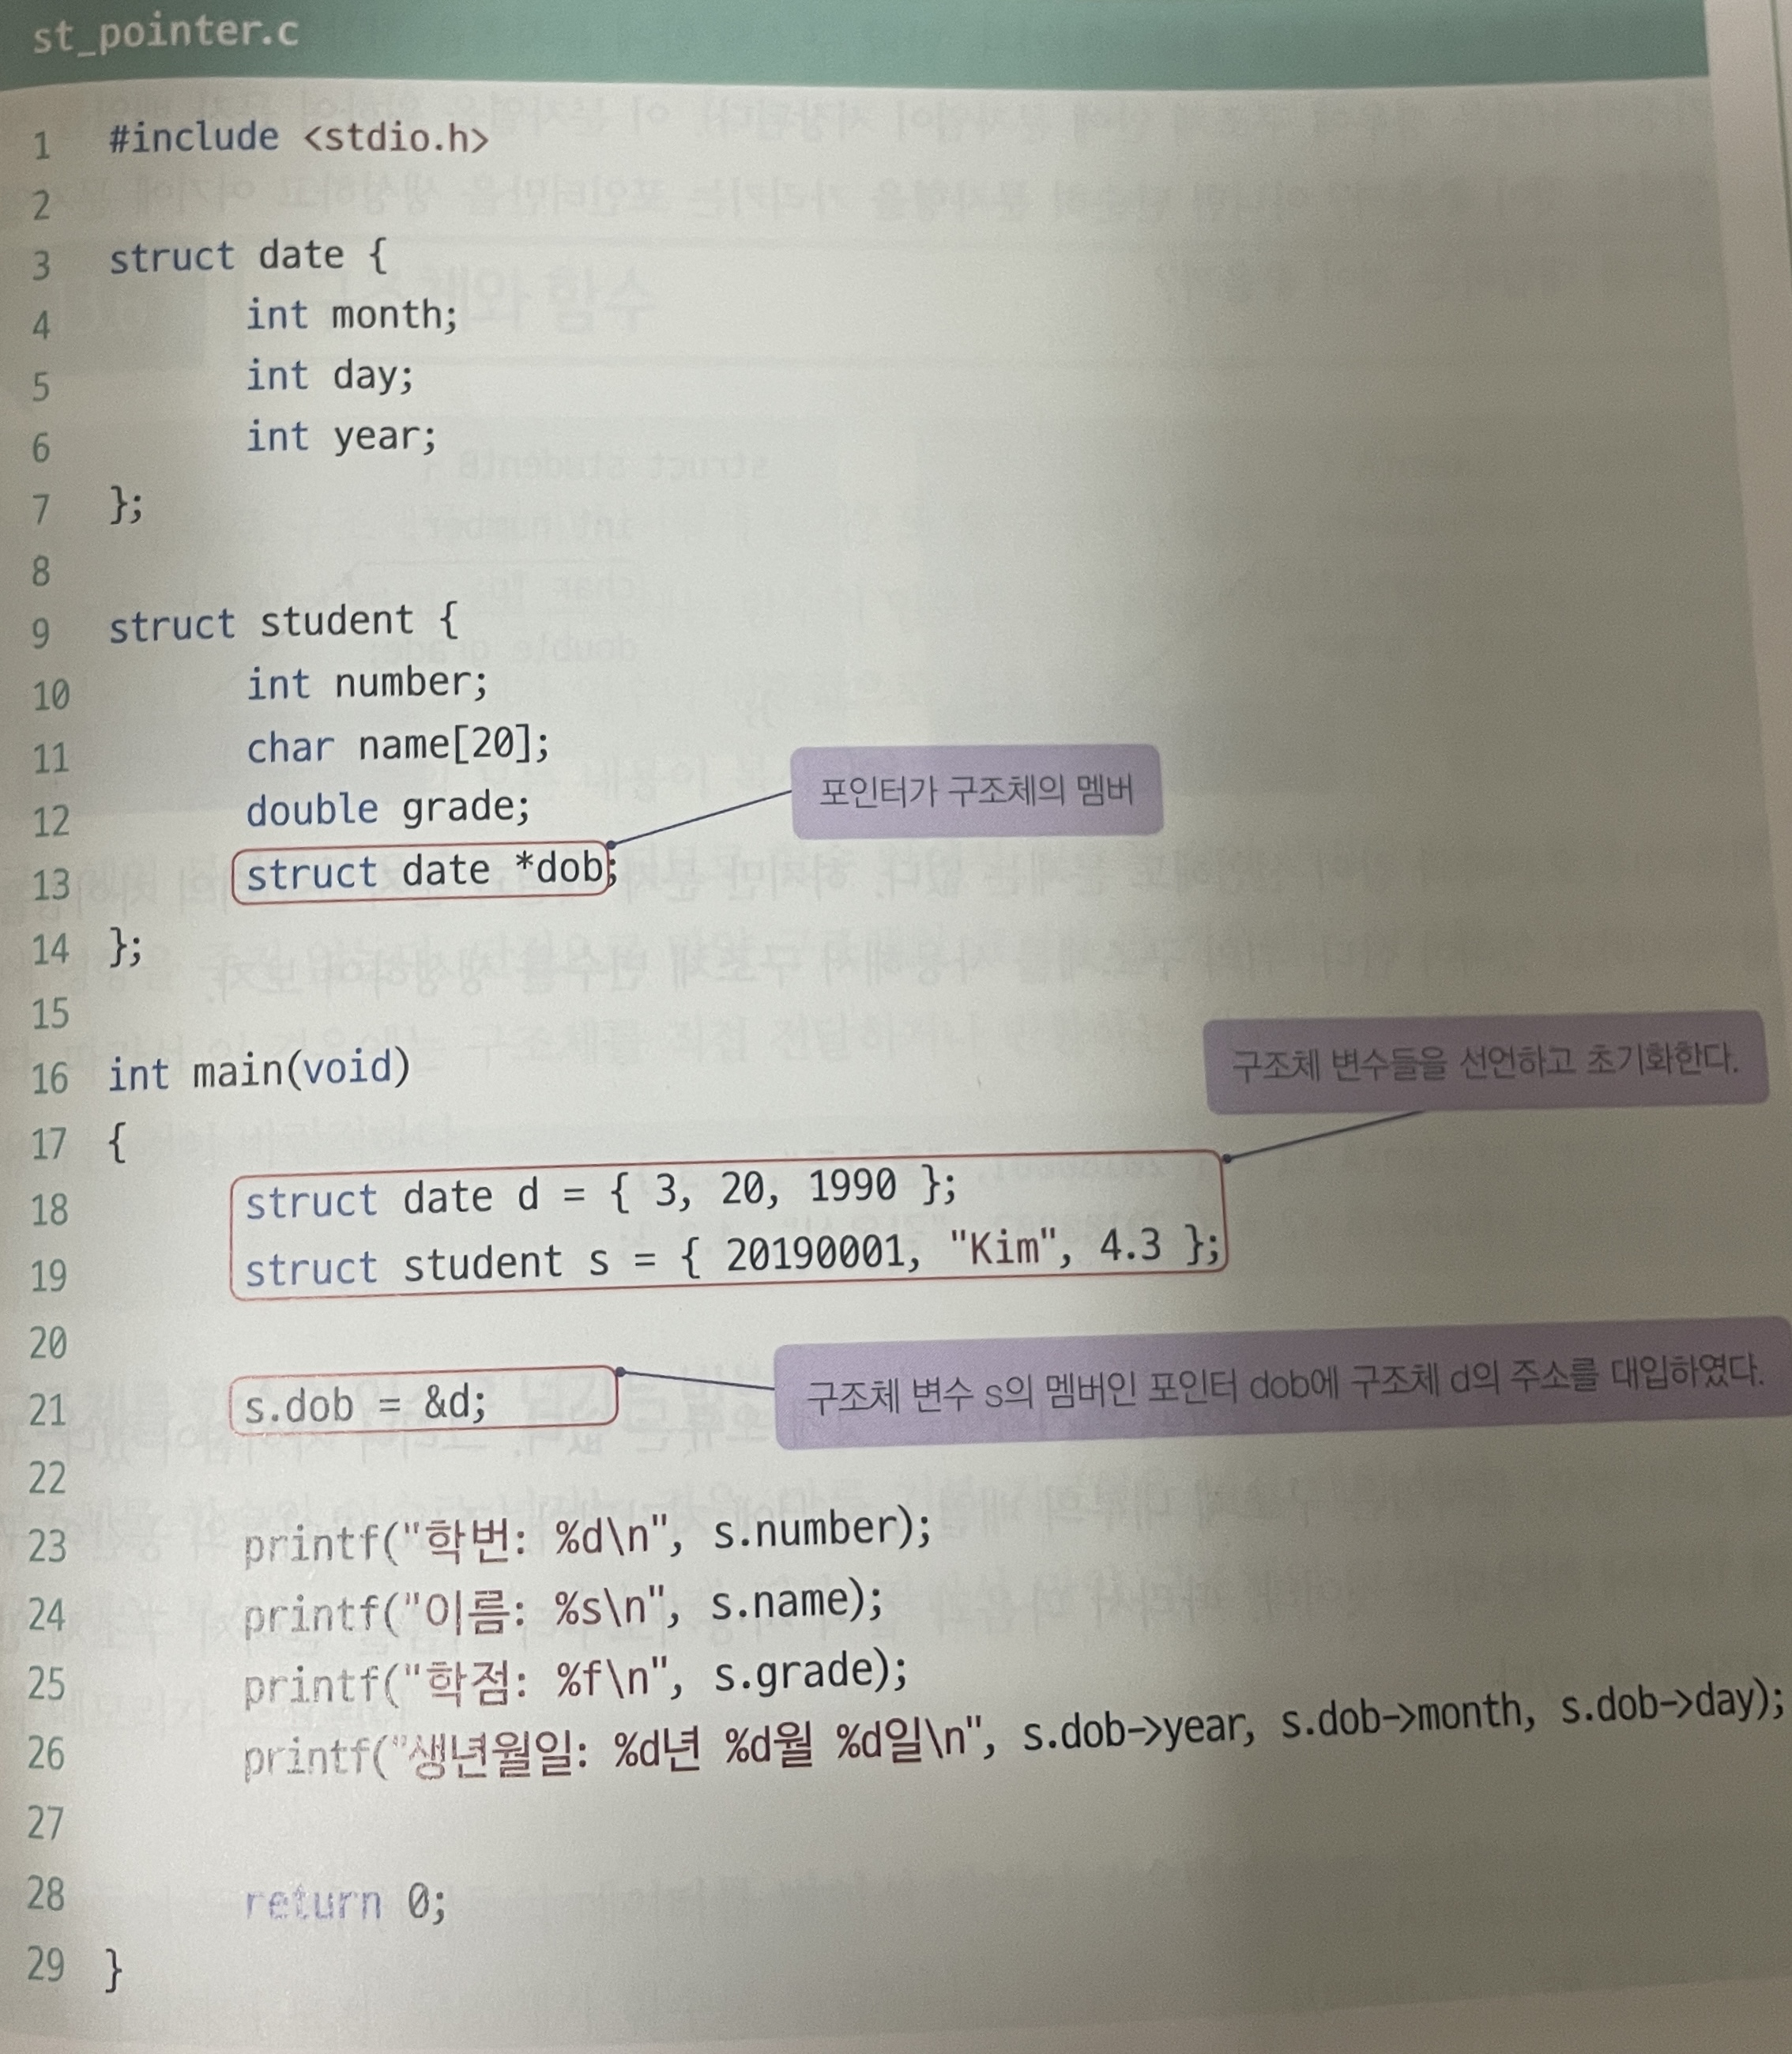 st_pointer.c
1 #include <stdio.h>
2
3 struct date {
4 int month;
5 int day;
6 int year;
7 };
8
9 struct student {
10 int number;
11 char name[20];
12 double grade;
포인터가 구조체의 멤버
13 struct date *dob;
14 };
15
16 int main(void)
구조체 변수들을 선언하고 초기화한다.
17 {
18 struct date d = { 3, 20, 1990 };
19 struct student s = { 20190001, "Kim", 4.3 };
20
21 s.dob = &d;
구조체 변수 s의 멤버인 포인터 dob에 구조체 d의 주소를 대입하였다.
22
23 printf("학번: %d\n", s.number);
24 printf("이름: %s\n", s.name);
25 printf("학점: %f\n", s.grade);
26 printf("생년월일: %d년 %d월 %d일\n", s.dob->year, s.dob->month, s.dob->day);
27
28 return 0;
29 }